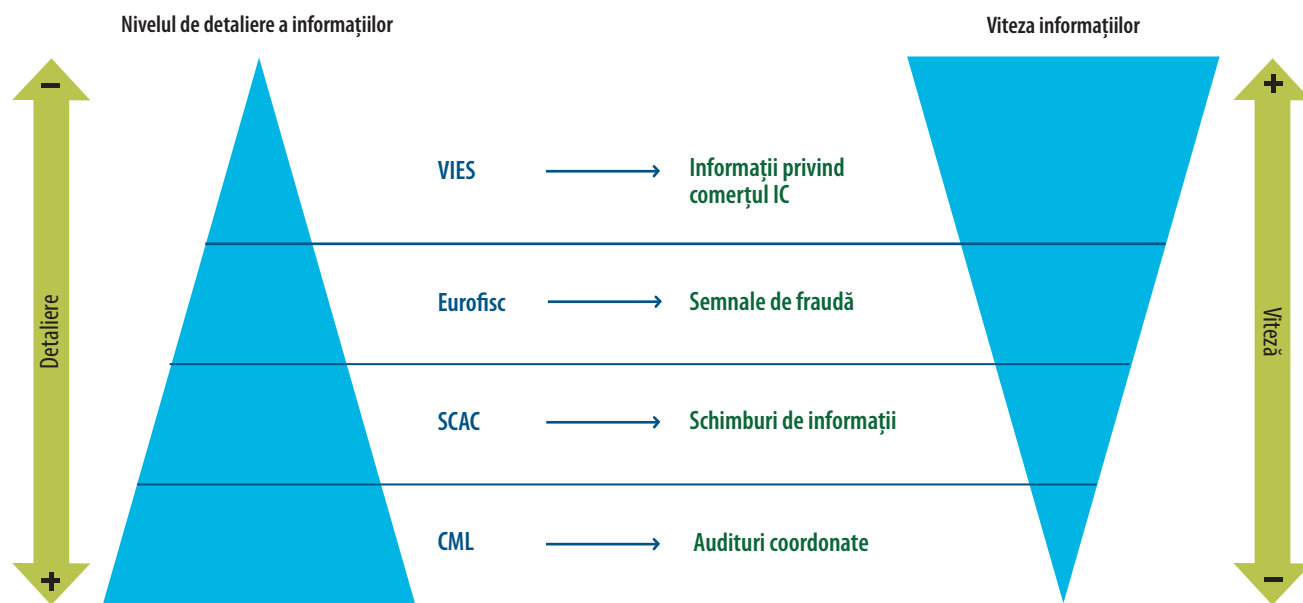 Nivelul de detaliere a informațiilor
Viteza informațiilor
−
+
VIES
Informații privind
comerțul IC
Eurofisc
Semnale de fraudă
Detaliere
Viteză
SCAC
Schimburi de informații
CML
Audituri coordonate
+
−